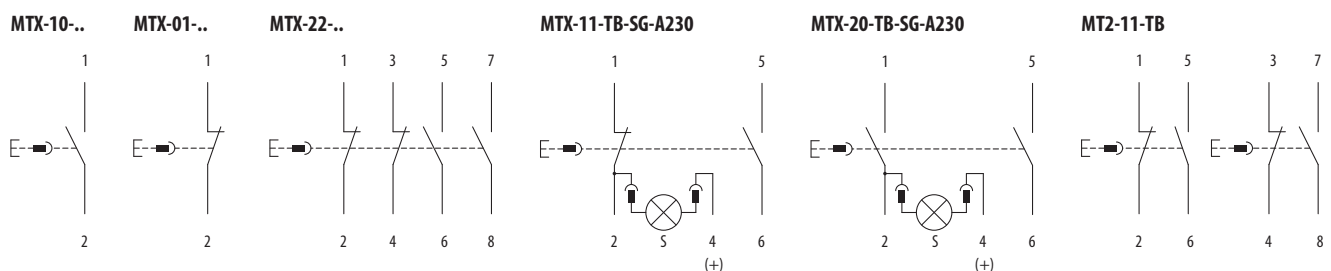 MTX-10-.. MTX-01-.. MTX-22-.. MTX-11-TB-SG-A230 MTX-20-TB-SG-A230 MT2-11-TB
1 1 1 3 5 7 1 5 1 5 1 5 3 7
2 2 2 4 6 8 2 S 4 6 2 S 4 6 2 6 4 8
(+) (+)